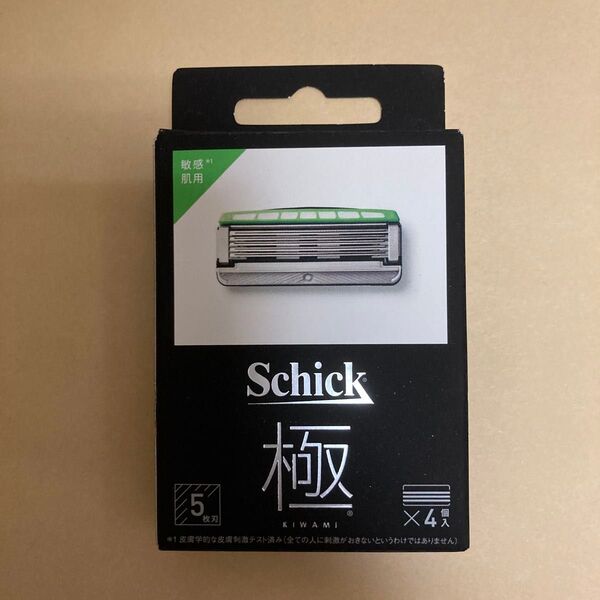 敏感*1
肌用
Schick
極
KIWAMI
5枚刃
×4個入
*1 皮膚学的な皮膚刺激テスト済み(全ての人に刺激がおきないというわけではありません)